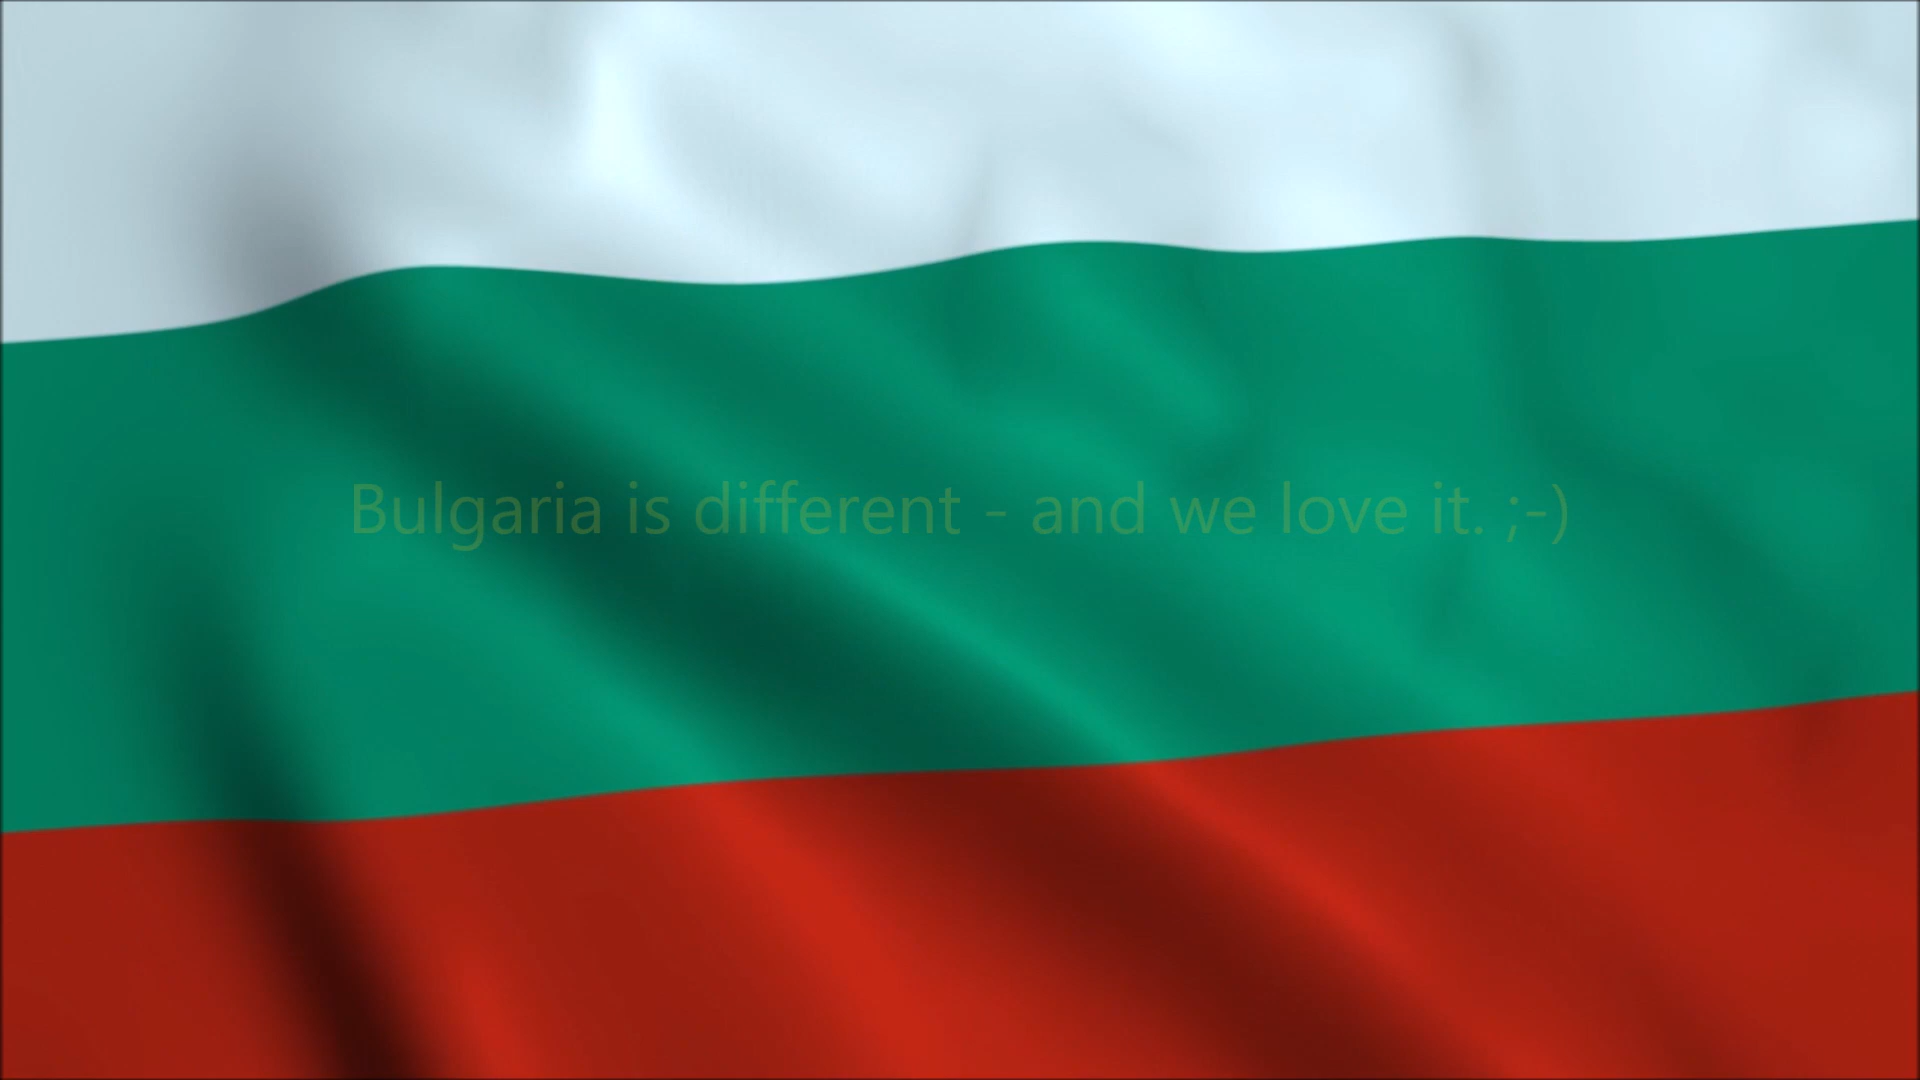 Bulgaria is different - and we love it. ;-)